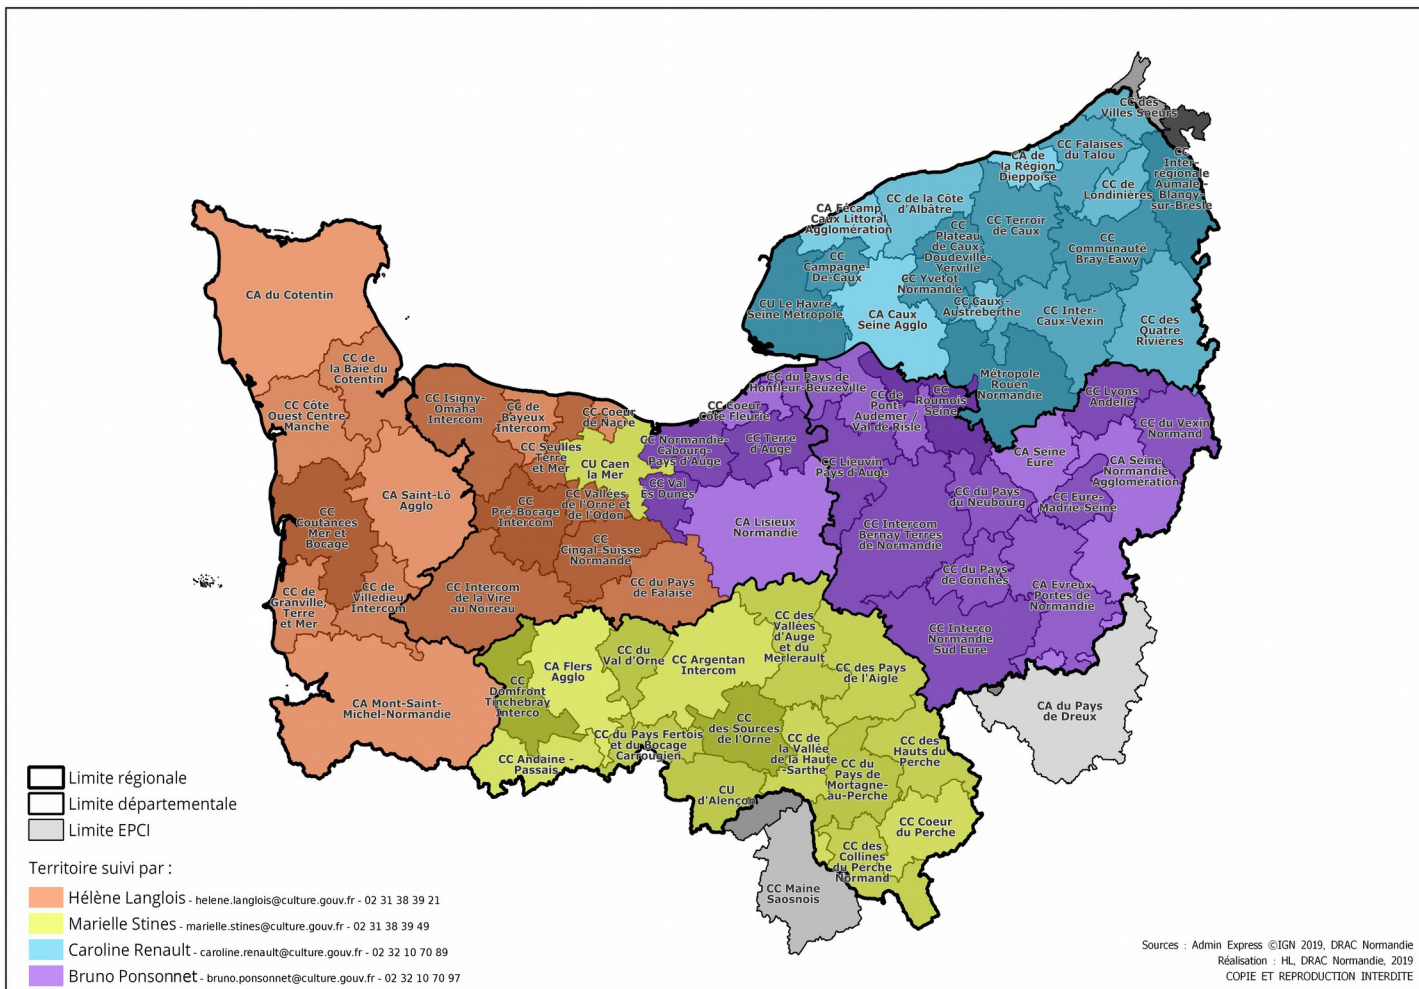 CC des
Villes Soeurs
CC Falaises
du Talou
CA de
la Région
Dieppoise
CC
Inter-
régionale
Aumale -
Blangy-
sur-Bresle
CC de
Londinières
CC de la Côte
d'Albâtre
CA Fécamp
Caux Littoral
Agglomération
CC Terroir
de Caux
CC
Plateau
de Caux-
Doudeville-
Yerville
CC
Communauté
Bray-Eawy
CC
Campagne-
De-Caux
CC Yvetot
Normandie
CU Le Havre
Seine Métropole
CA Caux
Seine Agglo
CC Caux -
Austreberthe
CC Inter-
Caux-Vexin
CC des
Quatre
Rivières
Métropole
Rouen
Normandie
CA du Cotentin
CC de
la Baie du
Cotentin
CC Côte
Ouest Centre
Manche
CC Isigny-
Omaha
Intercom
CC de
Bayeux
Intercom
CC Coeur
de Nacre
CC Seulles
Terre
et Mer
CU Caen
la Mer
CC Coeur
Côte Fleurie
CC du Pays de
Honfleur-Beuzeville
CC de
Pont-
Audemer /
Val de Risle
CC
Roumois
Seine
CC Lyons
Andelle
CC du Vexin
Normand
CC Normandie-
Cabourg-
Pays d'Auge
CC Terre
d'Auge
CC Lieuvin
Pays d'Auge
CA Seine
Eure
CA Seine
Normandie
Agglomération
CC Val
Es Dunes
CC du Pays
du Neubourg
CC Eure-
Madrie-Seine
CA Saint-Lô
Agglo
CC
Coutances
Mer et
Bocage
CC
Pré-Bocage
Intercom
CC Vallées
de l'Orne et
de l'Odon
CA Lisieux
Normandie
CC Intercom
Bernay Terres
de Normandie
CC
Cingal-Suisse
Normande
CC du Pays
de Conches
CA Evreux
Portes de
Normandie
CC de
Granville,
Terre
et Mer
CC de
Villedieu
Intercom
CC Intercom
de la Vire
au Noireau
CC du Pays
de Falaise
CC Interco
Normandie
Sud Eure
CA Mont-Saint-
Michel-Normandie
CC
Domfront
Tinchebray
Interco
CA Flers
Agglo
CC du
Val d'Orne
CC Argentan
Intercom
CC des
Vallées
d'Auge
et du
Merlerault
CC des Pays
de l'Aigle
CA du Pays
de Dreux
CC Andaine -
Passais
CC du Pays Fertois
et du Bocage
Carrougien
CC
des Sources
de l'Orne
CC de
la Vallée
de la Haute
-Sarthe
CC des
Hauts du
Perche
CC du
Pays de
Mortagne-
au-Perche
CU
d'Alençon
CC Coeur
du Perche
CC des
Collines
du Perche
Normand
CC Maine
Saosnois
Limite régionale
Limite départementale
Limite EPCI
Territoire suivi par :
Hélène Langlois - helene.langlois@culture.gouv.fr - 02 31 38 39 21
Marielle Stines - marielle.stines@culture.gouv.fr - 02 31 38 39 49
Caroline Renault - caroline.renault@culture.gouv.fr - 02 32 10 70 89
Bruno Ponsonnet - bruno.ponsonnet@culture.gouv.fr - 02 32 10 70 97
Sources : Admin Express ©IGN 2019, DRAC Normandie
Réalisation : HL, DRAC Normandie, 2019
COPIE ET REPRODUCTION INTERDITE